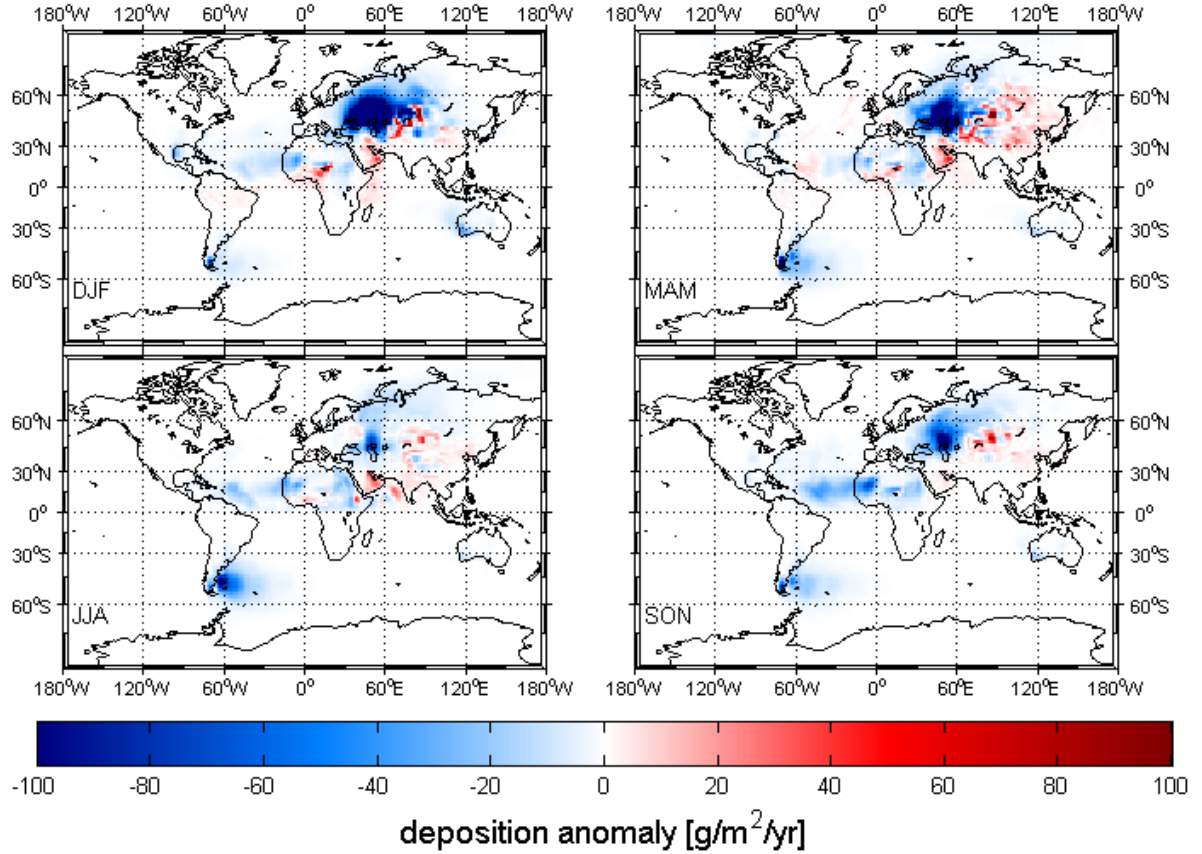 180°W 120°W 60°W 0° 60°E 120°E 180°W 180°W 120°W 60°W 0° 60°E 120°E 180°W
60°N 60°N
30°N 30°N
0° 0°
30°S 30°S
60°S 60°S
DJF MAM
60°N 60°N
30°N 30°N
0° 0°
30°S 30°S
60°S 60°S
JJA SON
180°W 120°W 60°W 0° 60°E 120°E 180°W 180°W 120°W 60°W 0° 60°E 120°E 180°W
-100 -80 -60 -40 -20 0 20 40 60 80 100
deposition anomaly [g/m²/yr]